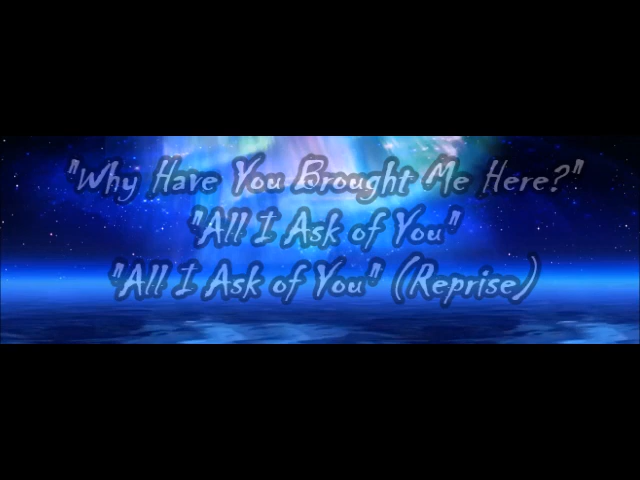 "Why Have You Brought Me Here?"
"All I Ask of You"
"All I Ask of You" (Reprise)